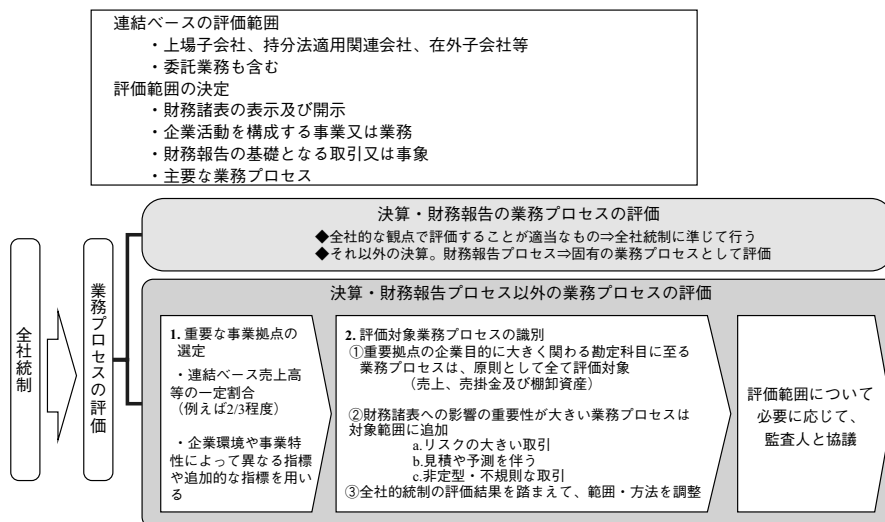 連結ベースの評価範囲
・上場子会社、持分法適用関連会社、在外子会社等
・委託業務も含む
評価範囲の決定
・財務諸表の表示及び開示
・企業活動を構成する事業又は業務
・財務報告の基礎となる取引又は事象
・主要な業務プロセス
全社統制
業務プロセスの評価
決算・財務報告の業務プロセスの評価
◆全社的な観点で評価することが適当なもの⇒全社統制に準じて行う
◆それ以外の決算。財務報告プロセス⇒固有の業務プロセスとして評価
決算・財務報告プロセス以外の業務プロセスの評価
1. 重要な事業拠点の
選定
・連結ベース売上高
等の一定割合
（例えば2/3程度）
・企業環境や事業特
性によって異なる指標
や追加的な指標を用い
る
2. 評価対象業務プロセスの識別
①重要拠点の企業目的に大きく関わる勘定科目に至る
業務プロセスは、原則として全て評価対象
（売上、売掛金及び棚卸資産）
②財務諸表への影響の重要性が大きい業務プロセスは
対象範囲に追加
a.リスクの大きい取引
b.見積や予測を伴う
c.非定型・不規則な取引
③全社的統制の評価結果を踏まえて、範囲・方法を調整
評価範囲について
必要に応じて、
監査人と協議